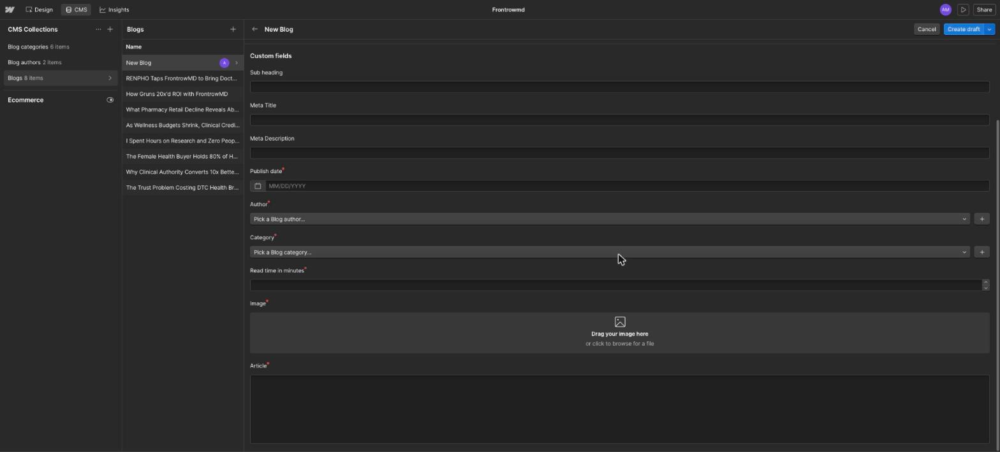 Design CMS Insights Frontrowmd AM Share
CMS Collections
Blog categories 6 items
Blog authors 2 items
Blogs 8 items
Ecommerce
Blogs
Name
New Blog A
RENPHO Taps FrontrowMD to Bring Doct...
How Gruns 20x'd ROI with FrontrowMD
What Pharmacy Retail Decline Reveals Ab...
As Wellness Budgets Shrink, Clinical Credi...
I Spent Hours on Research and Zero Peop...
The Female Health Buyer Holds 80% of H...
Why Clinical Authority Converts 10x Bette...
The Trust Problem Costing DTC Health Br...
New Blog Cancel Create draft
Custom fields
Sub heading
Meta Title
Meta Description
Publish date*
MM/DD/YYYY
Author*
Pick a Blog author...
Category*
Pick a Blog category...
Read time in minutes*
Image*
Drag your image here
or click to browse for a file
Article*